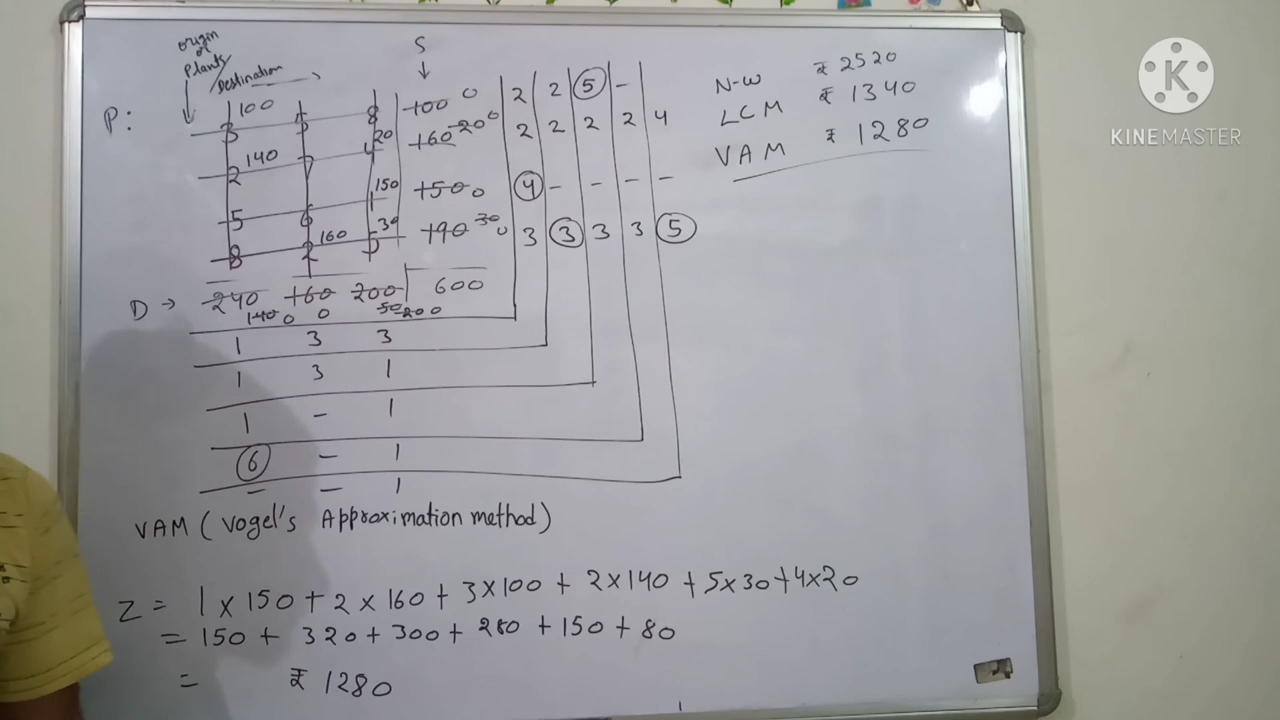 Origin or Plants / Destination
S
P:
100 3 5 8 100 0 2 2 5 -
140 2 7 20 4 160 20 0 2 2 2 2 4
5 6 150 1 150 0 4 - - - -
8 160 2 30 5 190 30 0 3 3 3 3 5
D → 240 160 200 600
140 0 0 50 200 0
1 3 3
1 3 1
1 - 1
6 - 1
- - 1
N-W ₹ 2520
LCM ₹ 1340
VAM ₹ 1280
KINEMASTER
VAM (Vogel's Approximation method)
Z = 1 x 150 + 2 x 160 + 3 x 100 + 2 x 140 + 5 x 30 + 4 x 20
= 150 + 320 + 300 + 280 + 150 + 80
= ₹ 1280